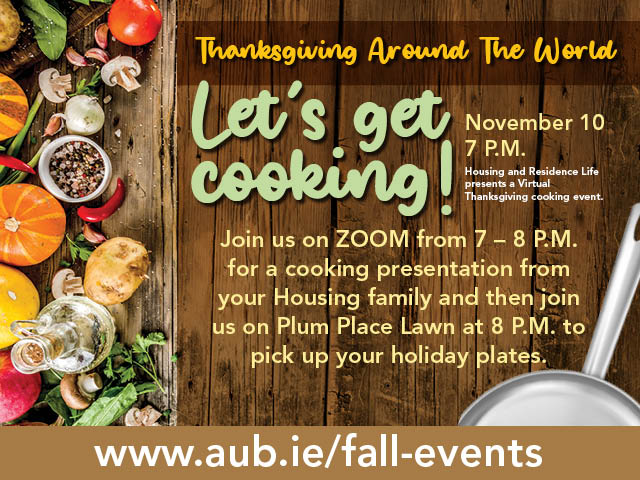 Thanksgiving Around The World
Let's get
cooking!
November 10
7 P.M.
Housing and Residence Life
presents a Virtual
Thanksgiving cooking event.
Join us on ZOOM from 7 – 8 P.M.
for a cooking presentation from
your Housing family and then join
us on Plum Place Lawn at 8 P.M. to
pick up your holiday plates.
www.aub.ie/fall-events